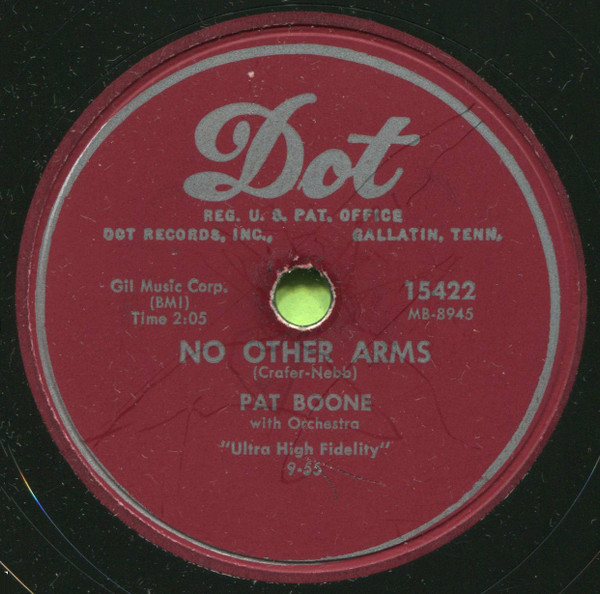 Dot
REG. U. S. PAT. OFFICE
DOT RECORDS, INC., GALLATIN, TENN.
Gil Music Corp. 15422
(BMI) MB-8945
Time 2:05
NO OTHER ARMS
(Crafer-Nebb)
PAT BOONE
with Orchestra
"Ultra High Fidelity"
9-55